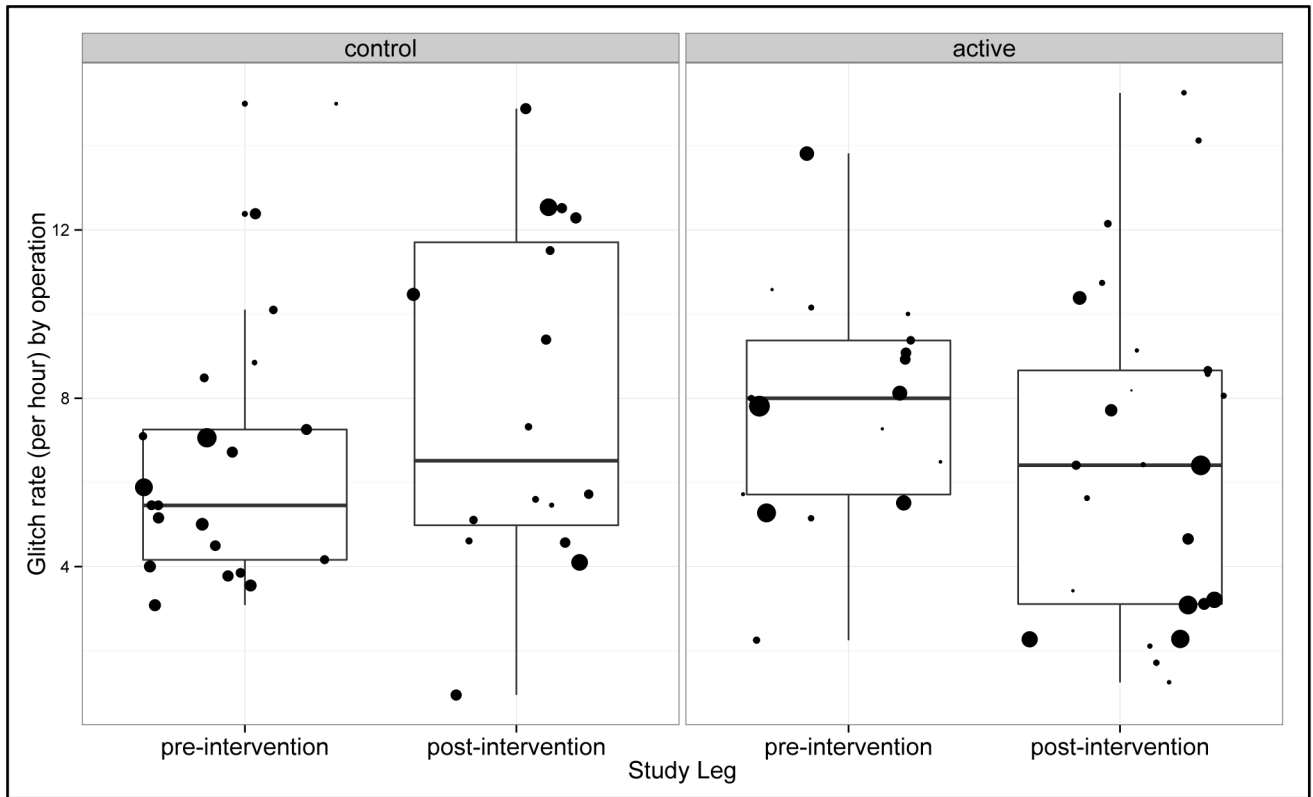 control
active
Glitch rate (per hour) by operation
12
8
4
pre-intervention
post-intervention
pre-intervention
post-intervention
Study Leg